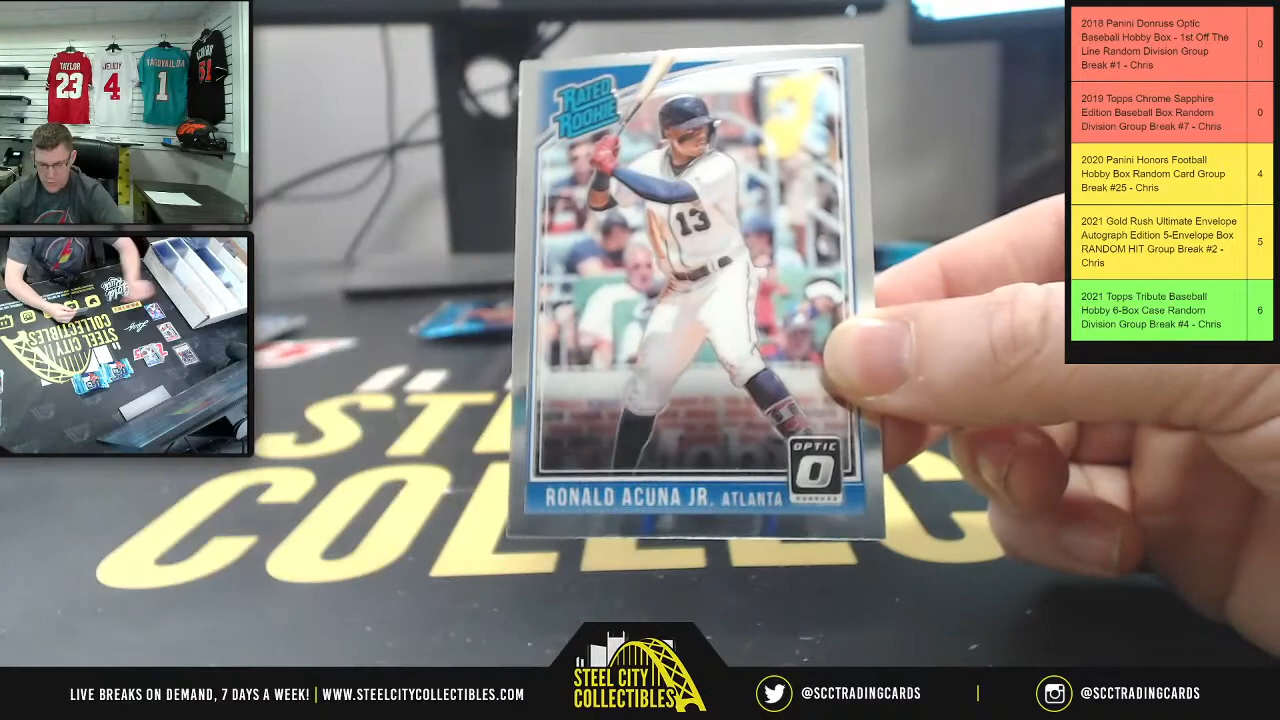 TAYLOR
23
JEUDY
4
TAGOVAILOA
1
81
STEEL CITY
COLLECTIBLES
RATED
ROOKIE
13
OPTIC
RONALD ACUNA JR. ATLANTA
STE
COLLEC
2018 Panini Donruss Optic
Baseball Hobby Box - 1st Off The
Line Random Division Group
Break #1 - Chris
0
2019 Topps Chrome Sapphire
Edition Baseball Box Random
Division Group Break #7 - Chris
0
2020 Panini Honors Football
Hobby Box Random Card Group
Break #25 - Chris
4
2021 Gold Rush Ultimate Envelope
Autograph Edition 5-Envelope Box
RANDOM HIT Group Break #2 -
Chris
5
2021 Topps Tribute Baseball
Hobby 6-Box Case Random
Division Group Break #4 - Chris
6
LIVE BREAKS ON DEMAND, 7 DAYS A WEEK! | WWW.STEELCITYCOLLECTIBLES.COM
STEEL CITY
COLLECTIBLES
@SCCTRADINGCARDS
@SCCTRADINGCARDS